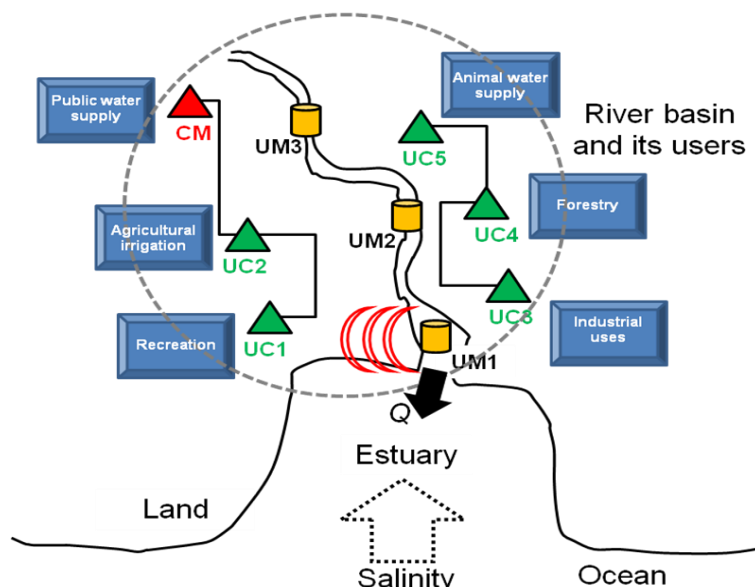 Public water
supply
CM
UM3
Animal water
supply
UC5
River basin
and its users
Agricultural
irrigation
UC2
UM2
UC4
Forestry
Recreation
UC1
UM1
UC3
Industrial
uses
Q
Estuary
Land
Salinity
Ocean